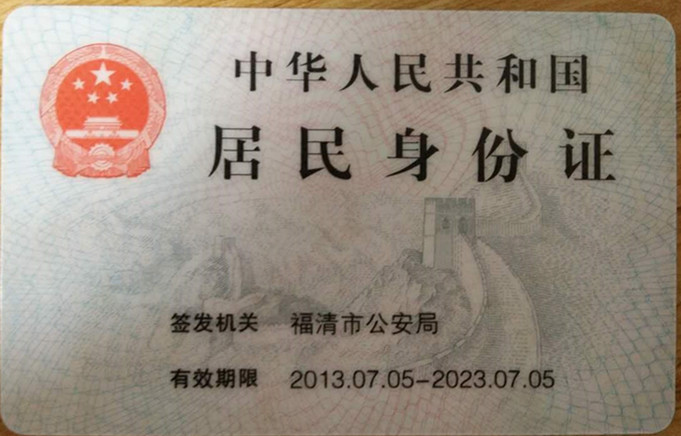 中华人民共和国
居民身份证
签发机关 福清市公安局
有效期限 2013.07.05-2023.07.05